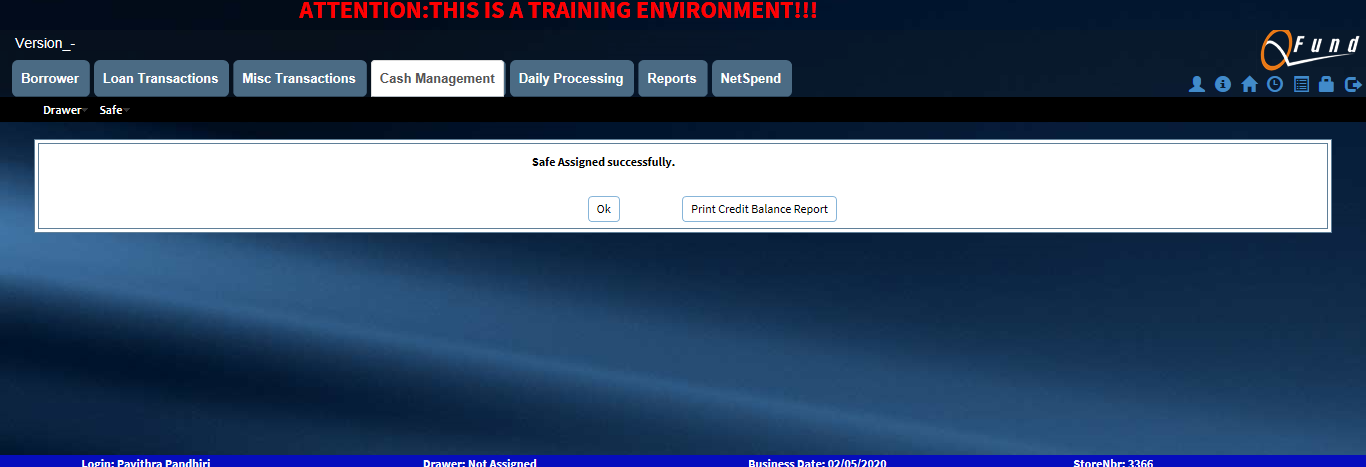 ATTENTION:THIS IS A TRAINING ENVIRONMENT!!!
Version_-
QFund
Borrower Loan Transactions Misc Transactions Cash Management Daily Processing Reports NetSpend
Drawer Safe
Safe Assigned successfully.
Ok Print Credit Balance Report
Login: Pavithra Pandhiri Drawer: Not Assigned Business Date: 02/05/2020 StoreNbr: 3366